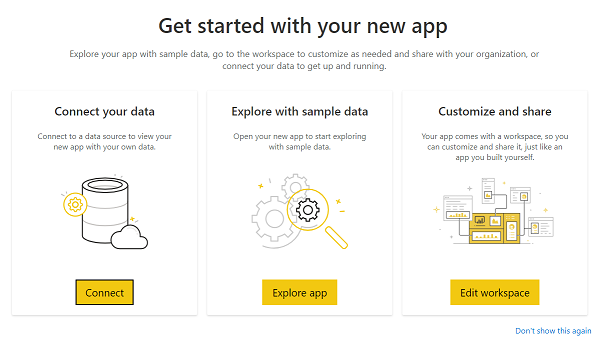 Get started with your new app
Explore your app with sample data, go to the workspace to customize as needed and share with your organization, or
connect your data to get up and running.
Connect your data
Connect to a data source to view your
new app with your own data.
Connect
Explore with sample data
Open your new app to start exploring
with sample data.
Explore app
Customize and share
Your app comes with a workspace, so you
can customize and share it, just like an
app you built yourself.
Edit workspace
Don't show this again